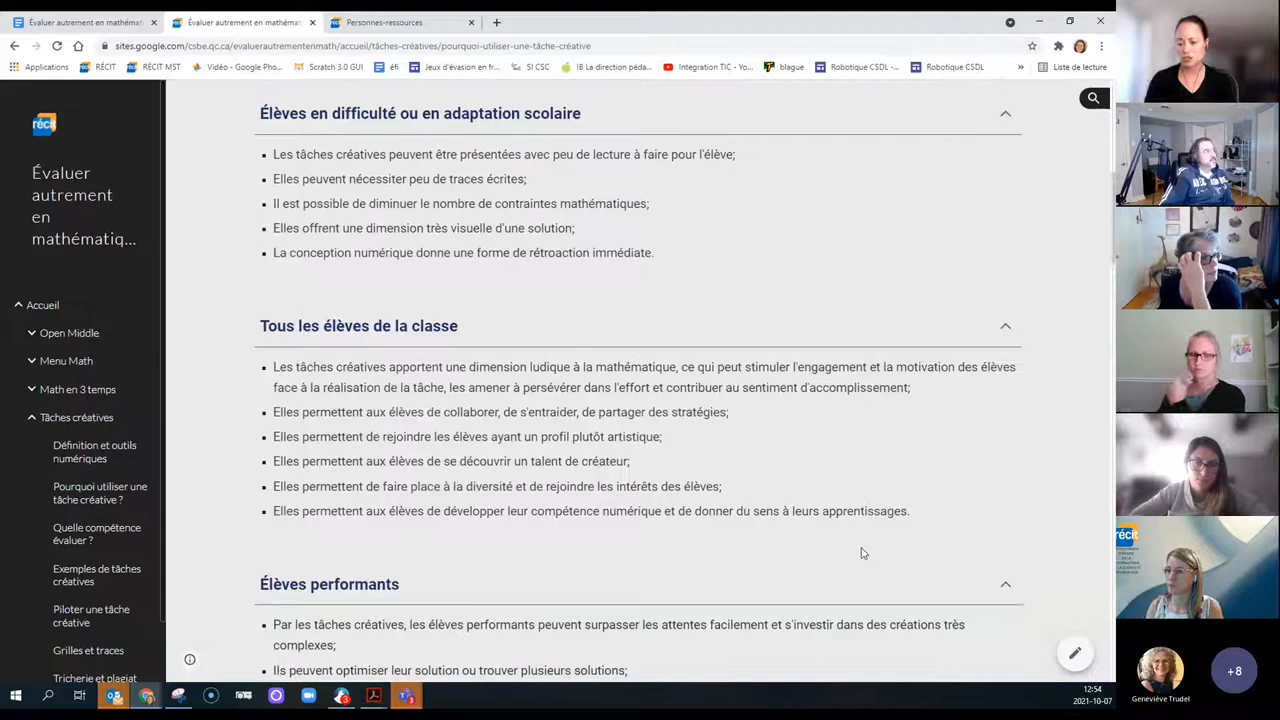 Évaluer autrement en mathémat
Évaluer autrement en mathémat
Personnes-ressources
sites.google.com/csbe.qc.ca/evaluerautrementenmath/accueil/tâches-créatives/pourquoi-utiliser-une-tâche-créative
Applications
RÉCIT
RÉCIT MST
Vidéo - Google Pho...
Scratch 3.0 GUI
éfi
Jeux d'évasion en fr...
SI CSC
IB La direction péda...
Integration TIC - Yo...
blague
Robotique CSDL -...
Robotique CSDL...
»
Liste de lecture
récit
Évaluer
autrement
en
mathématiq...
Accueil
Open Middle
Menu Math
Math en 3 temps
Tâches créatives
Définition et outils
numériques
Pourquoi utiliser une
tâche créative ?
Quelle compétence
évaluer ?
Exemples de tâches
créatives
Piloter une tâche
créative
Grilles et traces
Tricherie et plagiat
Élèves en difficulté ou en adaptation scolaire
▪ Les tâches créatives peuvent être présentées avec peu de lecture à faire pour l'élève;
▪ Elles peuvent nécessiter peu de traces écrites;
▪ Il est possible de diminuer le nombre de contraintes mathématiques;
▪ Elles offrent une dimension très visuelle d'une solution;
▪ La conception numérique donne une forme de rétroaction immédiate.
Tous les élèves de la classe
▪ Les tâches créatives apportent une dimension ludique à la mathématique, ce qui peut stimuler l'engagement et la motivation des élèves
face à la réalisation de la tâche, les amener à persévérer dans l'effort et contribuer au sentiment d'accomplissement;
▪ Elles permettent aux élèves de collaborer, de s'entraider, de partager des stratégies;
▪ Elles permettent de rejoindre les élèves ayant un profil plutôt artistique;
▪ Elles permettent aux élèves de se découvrir un talent de créateur;
▪ Elles permettent de faire place à la diversité et de rejoindre les intérêts des élèves;
▪ Elles permettent aux élèves de développer leur compétence numérique et de donner du sens à leurs apprentissages.
Élèves performants
▪ Par les tâches créatives, les élèves performants peuvent surpasser les attentes facilement et s'investir dans des créations très
complexes;
▪ Ils peuvent optimiser leur solution ou trouver plusieurs solutions;
récit
Geneviève Trudel
+8
12:54
2021-10-07